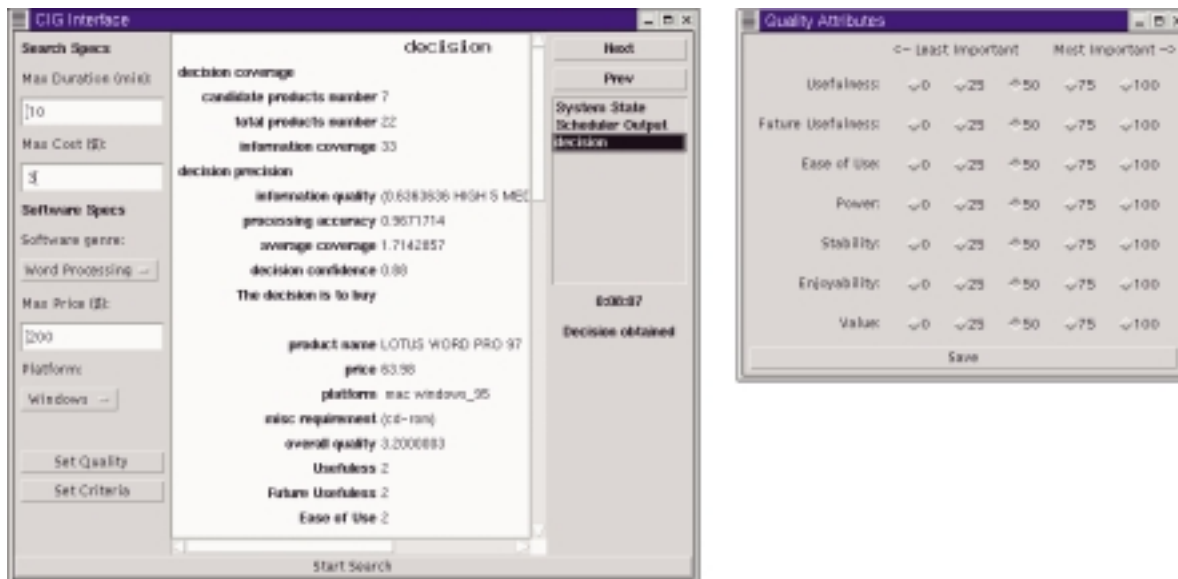 CIG Interface
Search Specs
Max Duration (min):
10
Max Cost ($):
3
Software Specs
Software genre:
Word Processing
Max Price ($):
200
Platform:
Windows
Set Quality
Set Criteria
decision
decision coverage
candidate products number 7
total products number 22
information coverage 33
decision precision
information quality (0.6363636 HIGH 5 MED
processing accuracy 0.9671714
average coverage 1.7142857
decision confidence 0.88
The decision is to buy
product name LOTUS WORD PRO 97
price 63.98
platform mac windows_95
misc requirement (cd-rom)
overall quality 3.2000003
Usefuless 2
Future Usefuless 2
Ease of Use 2
Next
Prev
System State
Scheduler Output
decision
Decision obtained
Start Search
Quality Attributes
<- Least Important Most Important ->
Usefulness: 0 25 50 75 100
Future Usefulness: 0 25 50 75 100
Ease of Use: 0 25 50 75 100
Power: 0 25 50 75 100
Stability: 0 25 50 75 100
Enjoyability: 0 25 50 75 100
Value: 0 25 50 75 100
Save